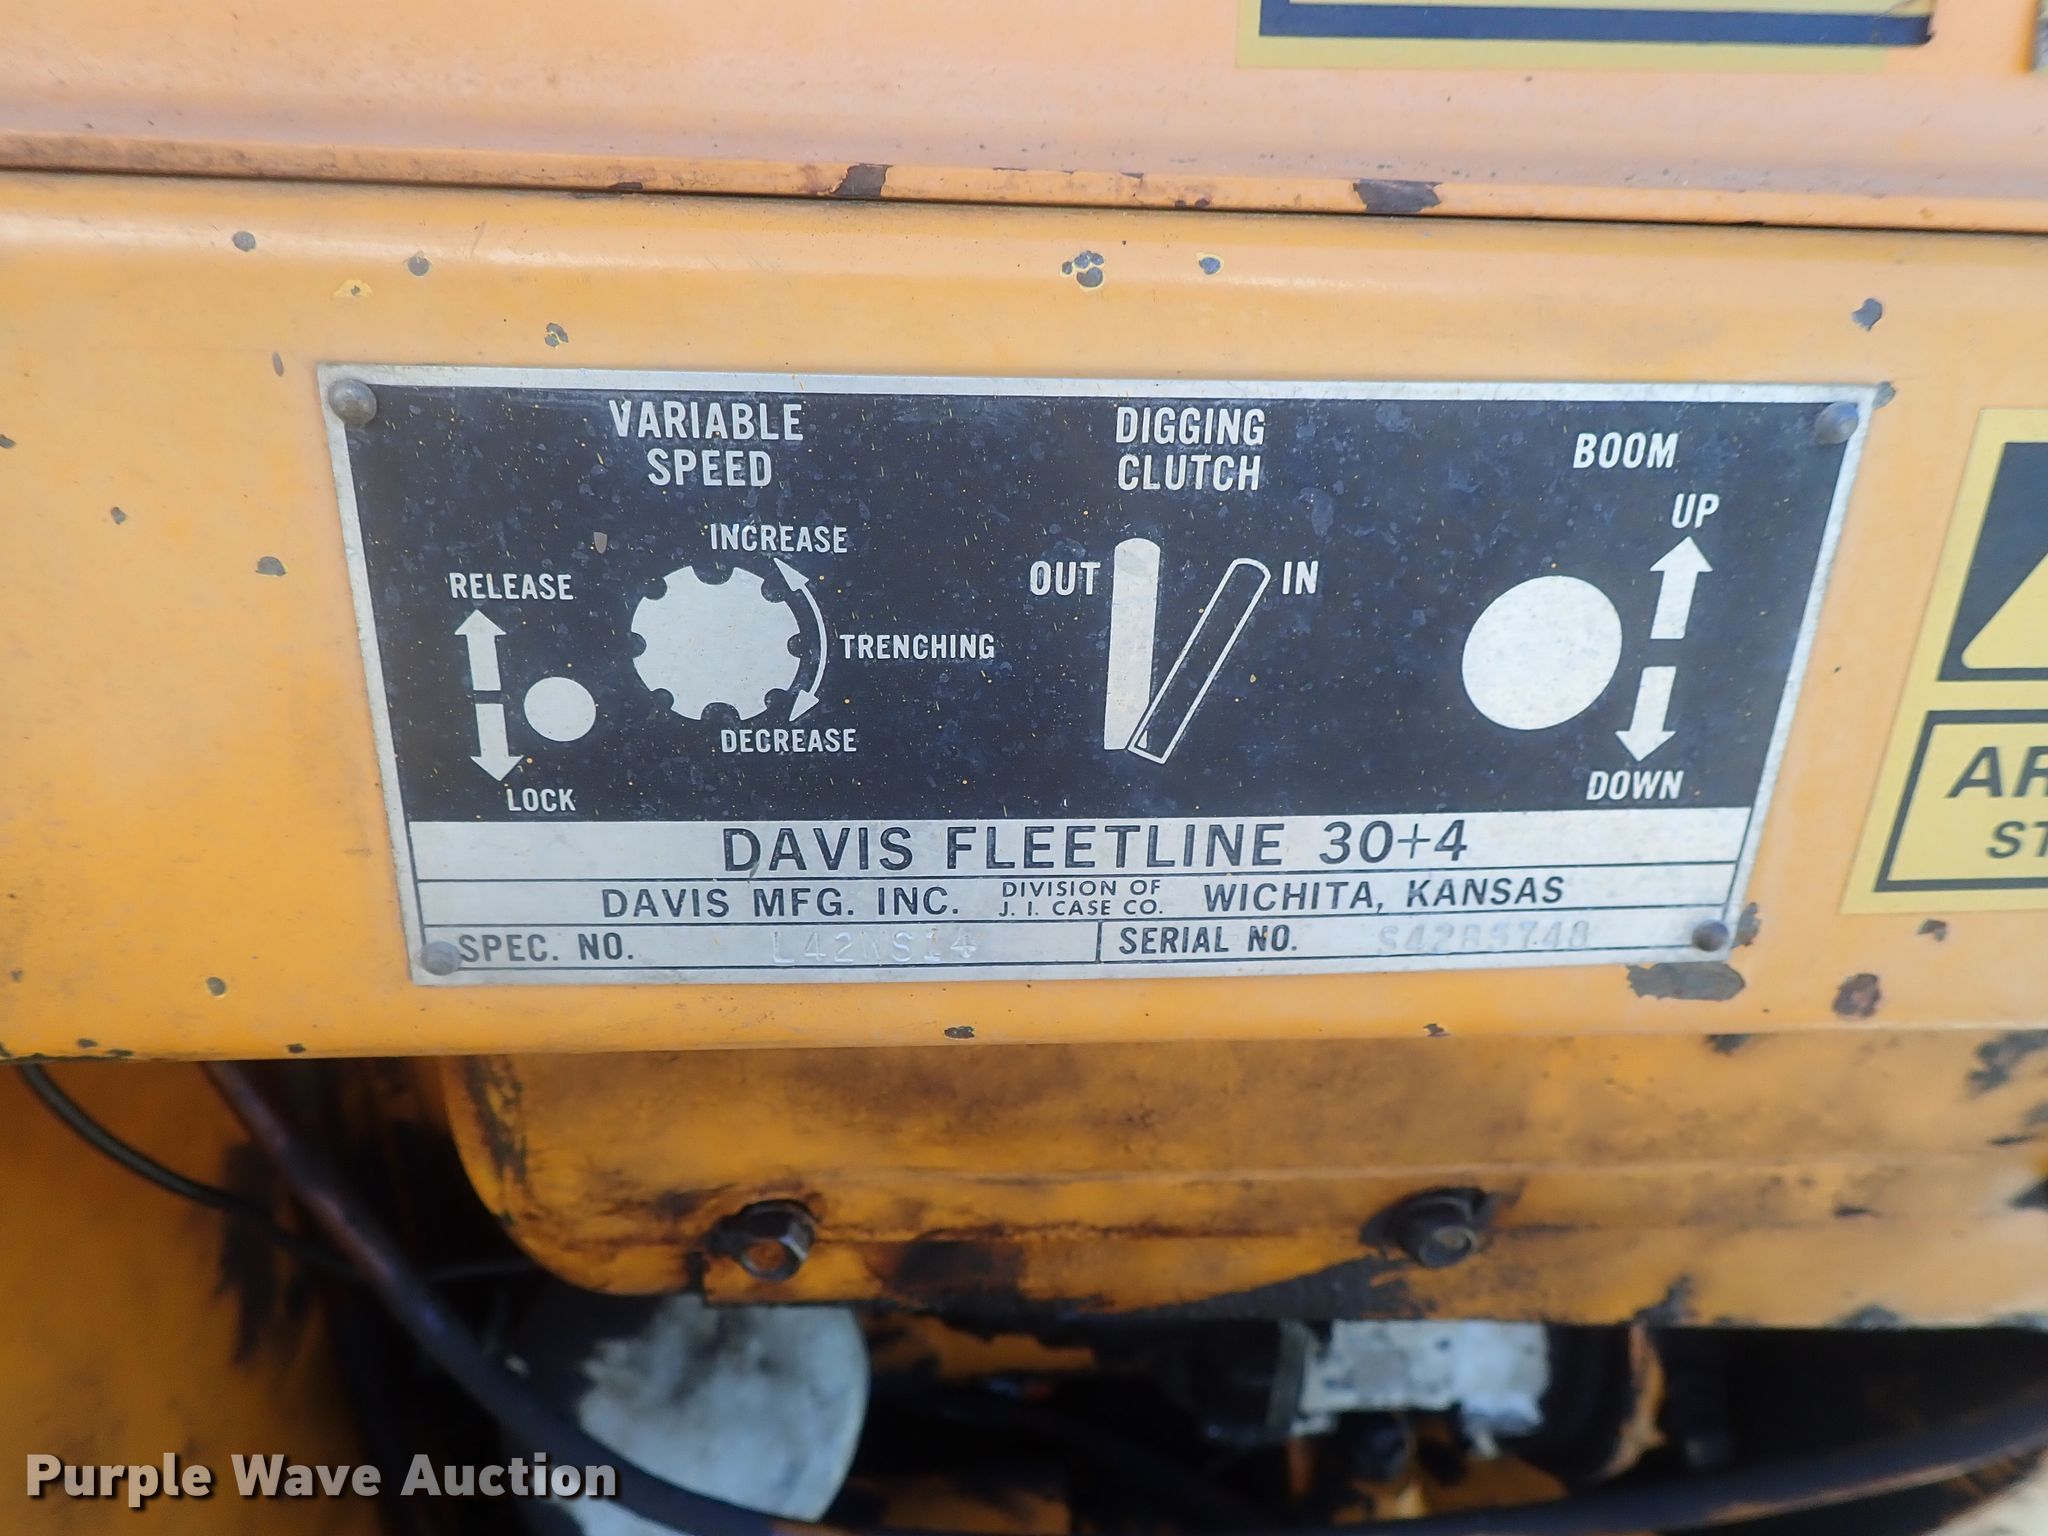 VARIABLE
SPEED
DIGGING
CLUTCH
BOOM
UP
INCREASE
RELEASE
OUT
IN
TRENCHING
DECREASE
LOCK
DOWN
DAVIS FLEETLINE 30+4
DAVIS MFG. INC. DIVISION OF J. I. CASE CO. WICHITA, KANSAS
SPEC. NO. L42NS14 SERIAL NO.
Purple Wave Auction